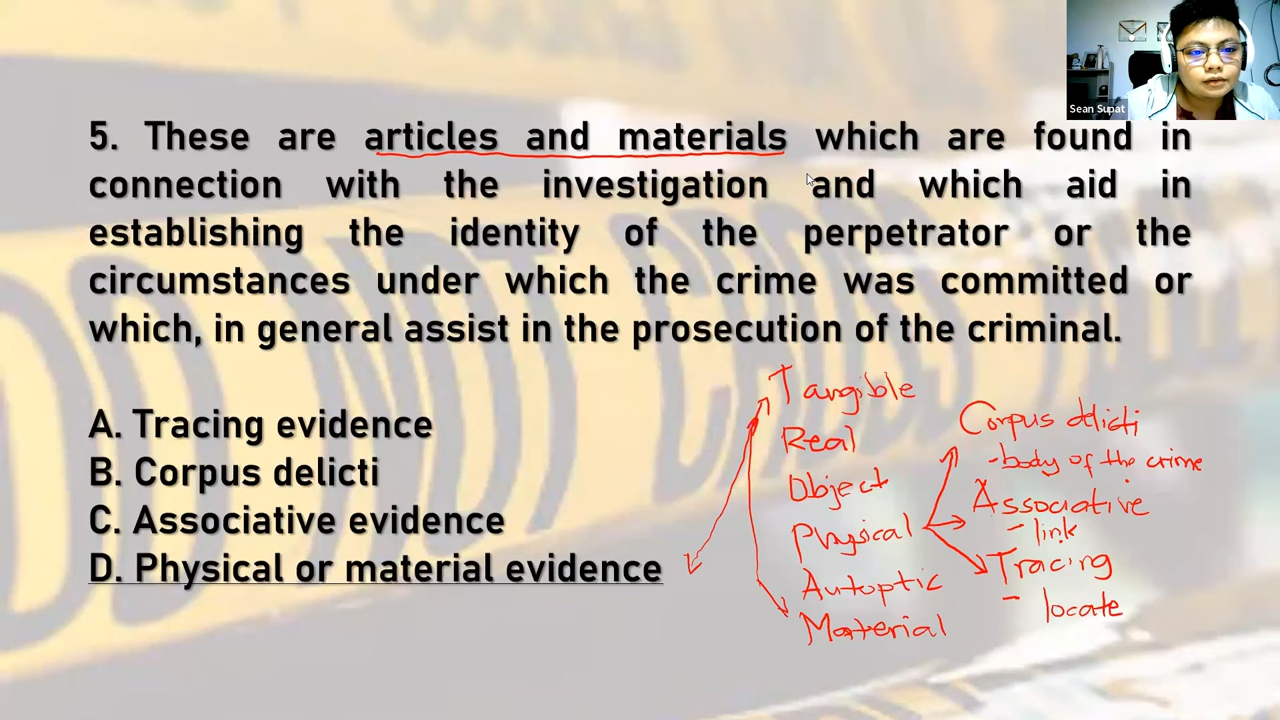 Sean Supat
5. These are articles and materials which are found in
connection with the investigation and which aid in
establishing the identity of the perpetrator or the
circumstances under which the crime was committed or
which, in general assist in the prosecution of the criminal.
A. Tracing evidence
B. Corpus delicti
C. Associative evidence
D. Physical or material evidence
Tangible
Real
Object
Physical
Autoptic
Material
Corpus delicti
-body of the crime
Associative
- link
Tracing
- locate
DO NOT CROSS